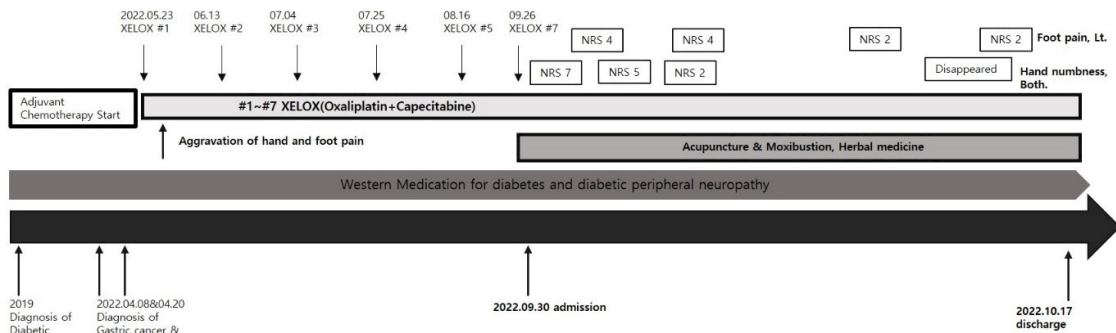 2022.05.23
XELOX #1
06.13
XELOX #2
07.04
XELOX #3
07.25
XELOX #4
08.16
XELOX #5
09.26
XELOX #7
NRS 4
NRS 4
NRS 2
NRS 2
Foot pain, Lt.
NRS 7
NRS 5
NRS 2
Disappeared
Hand numbness,
Both.
Adjuvant
Chemotherapy Start
#1~#7 XELOX(Oxaliplatin+Capecitabine)
Aggravation of hand and foot pain
Acupuncture & Moxibustion, Herbal medicine
Western Medication for diabetes and diabetic peripheral neuropathy
2019
Diagnosis of
Diabetic
2022.04.08&04.20
Diagnosis of
Gastric cancer &
2022.09.30 admission
2022.10.17
discharge